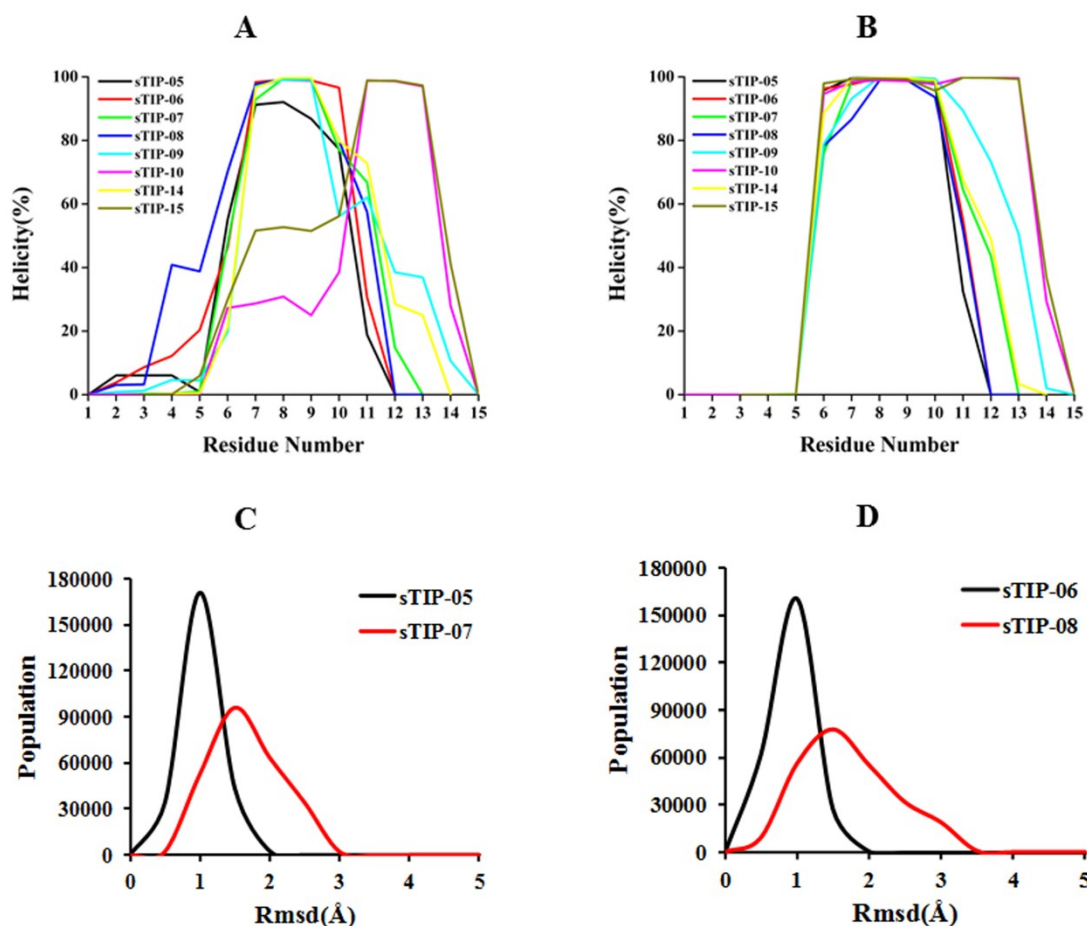 A
Helicity(%)
100
80
60
40
20
0
sTIP-05
sTIP-06
sTIP-07
sTIP-08
sTIP-09
sTIP-10
sTIP-14
sTIP-15
1 2 3 4 5 6 7 8 9 10 11 12 13 14 15
Residue Number
B
Helicity(%)
100
80
60
40
20
0
sTIP-05
sTIP-06
sTIP-07
sTIP-08
sTIP-09
sTIP-10
sTIP-14
sTIP-15
1 2 3 4 5 6 7 8 9 10 11 12 13 14 15
Residue Number
C
Population
180000
150000
120000
90000
60000
30000
0
sTIP-05
sTIP-07
0 1 2 3 4 5
Rmsd(Å)
D
Population
180000
150000
120000
90000
60000
30000
0
sTIP-06
sTIP-08
0 1 2 3 4 5
Rmsd(Å)